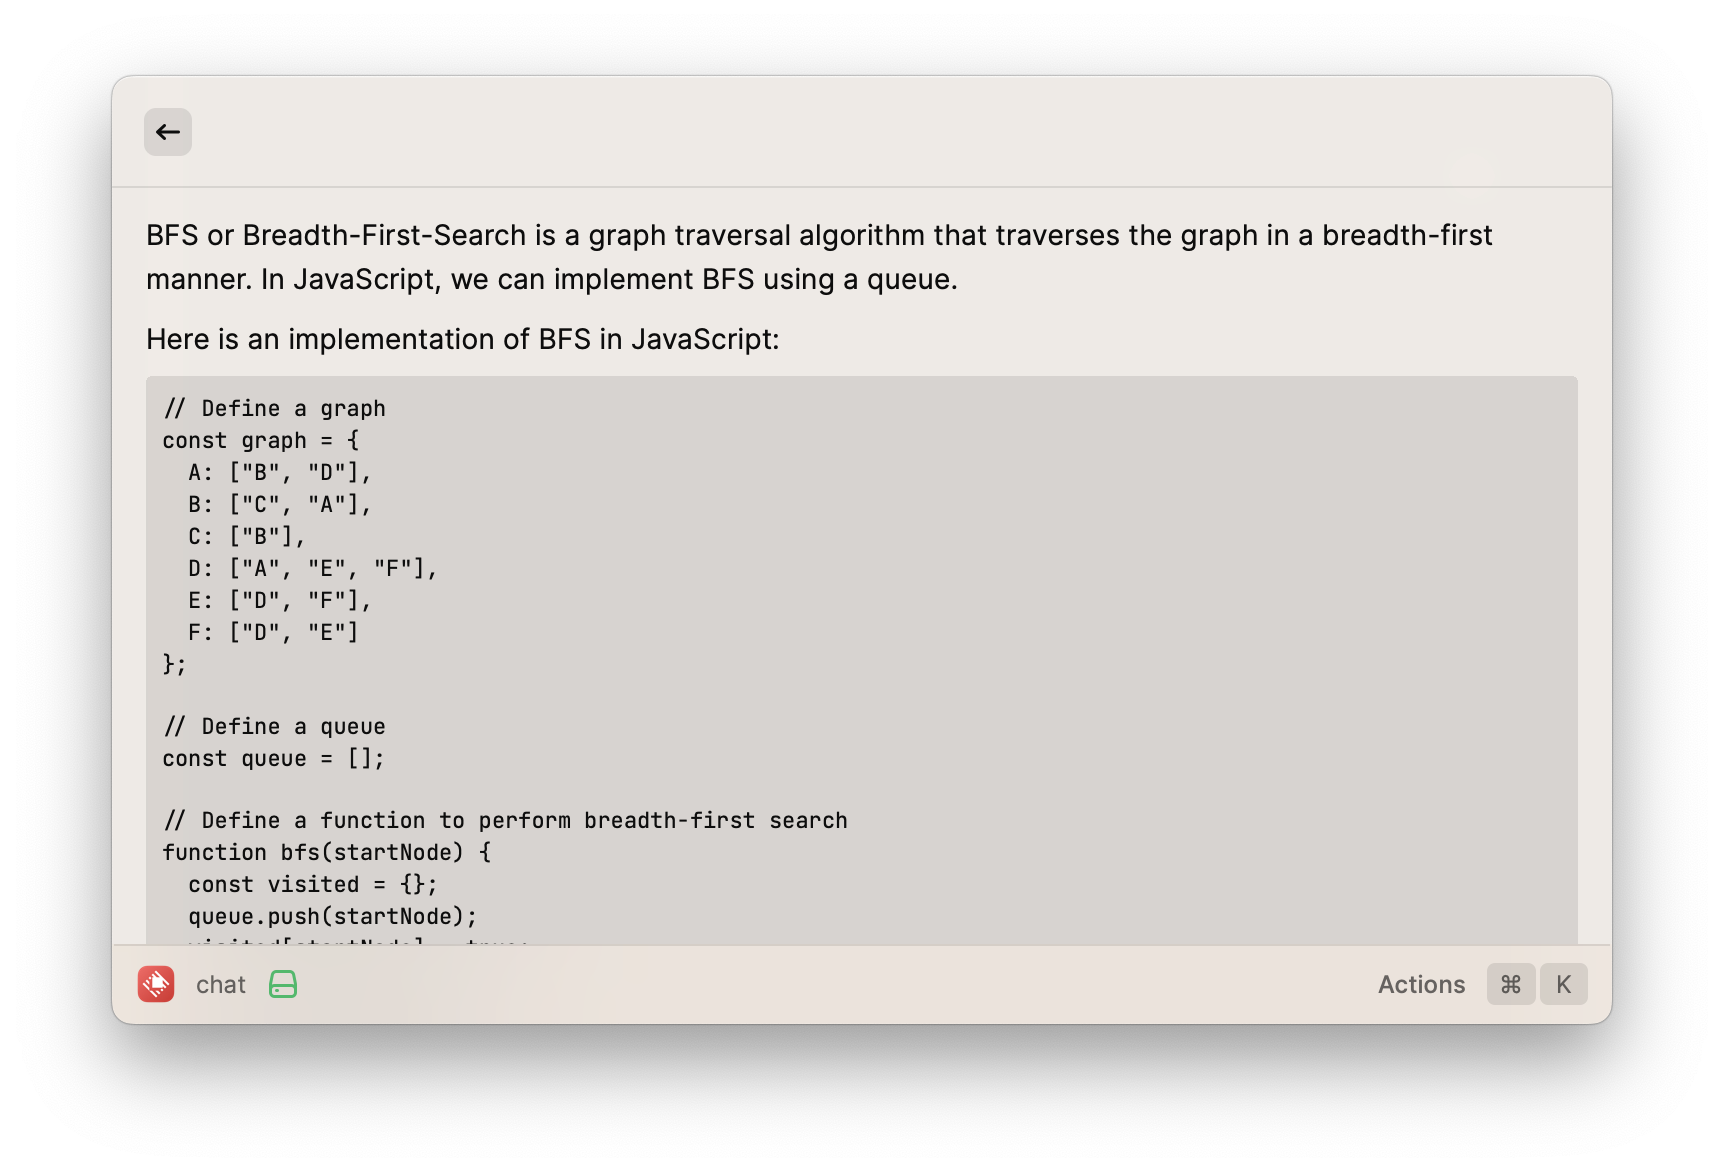 BFS or Breadth-First-Search is a graph traversal algorithm that traverses the graph in a breadth-first
manner. In JavaScript, we can implement BFS using a queue.
Here is an implementation of BFS in JavaScript:
// Define a graph
const graph = {
  A: ["B", "D"],
  B: ["C", "A"],
  C: ["B"],
  D: ["A", "E", "F"],
  E: ["D", "F"],
  F: ["D", "E"]
};
// Define a queue
const queue = [];
// Define a function to perform breadth-first search
function bfs(startNode) {
  const visited = {};
  queue.push(startNode);
chat
Actions ⌘ K